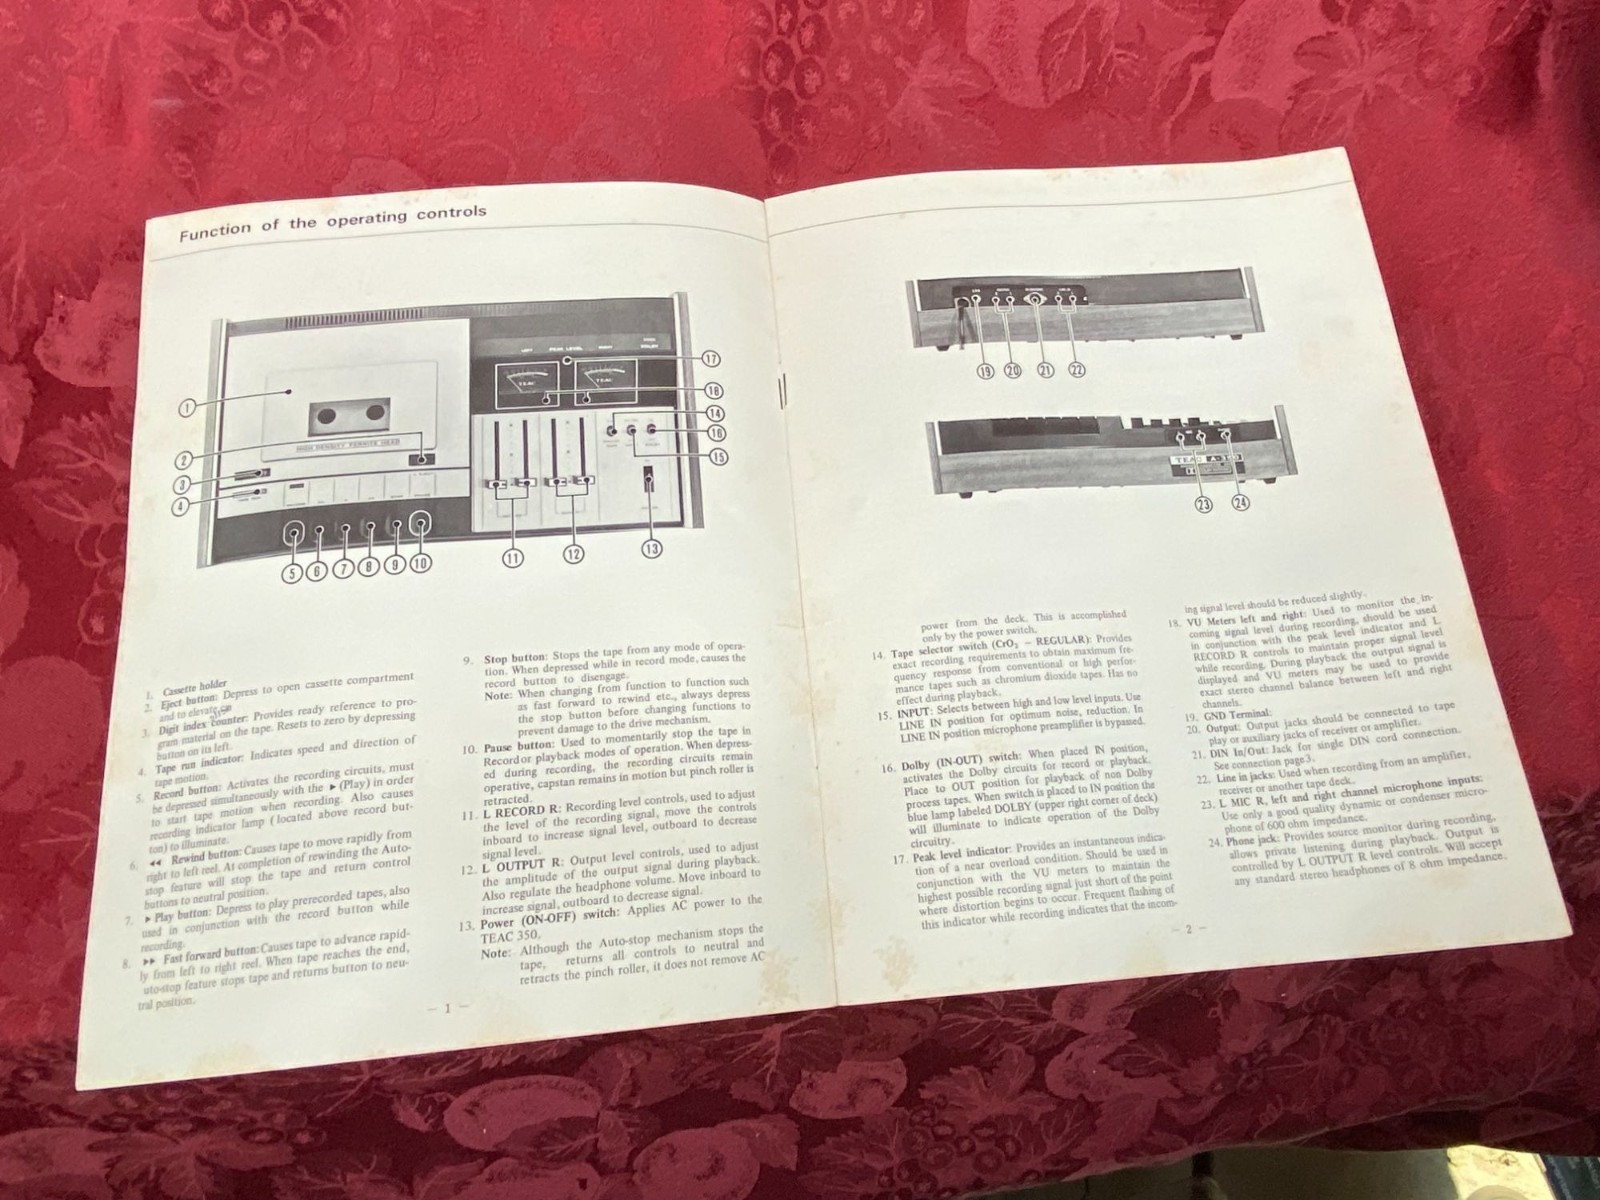 Function of the operating controls
LEFT PEAK LEVEL RIGHT
DOLBY
TEAC TEAC
HIGH DENSITY FERRITE HEAD
1
2
3
4
5 6 7 8 9 10
11
12
13
17
18
14
16
15
1. Cassette holder
2. Eject button: Depress to open cassette compartment
and to elevate
3. Digit index counter: Provides ready reference to pro-
gram material on the tape. Resets to zero by depressing
button on its left.
4. Tape run indicator: Indicates speed and direction of
tape motion.
5. Record button: Activates the recording circuits, must
be depressed simultaneously with the ▶ (Play) in order
to start tape motion when recording. Also causes
recording indicator lamp ( located above record but-
ton) to illuminate.
6. ◀◀ Rewind button: Causes tape to move rapidly from
right to left reel. At completion of rewinding the Auto-
stop feature will stop the tape and return control
buttons to neutral position.
7. ▶ Play button: Depress to play prerecorded tapes, also
used in conjunction with the record button while
recording.
8. ▶▶ Fast forward button: Causes tape to advance rapid-
ly from left to right reel. When tape reaches the end,
uto-stop feature stops tape and returns button to neu-
tral position.
9. Stop button: Stops the tape from any mode of opera-
tion. When depressed while in record mode, causes the
record button to disengage.
Note: When changing from function to function such
as fast forward to rewind etc., always depress
the stop button before changing functions to
prevent damage to the drive mechanism.
10. Pause button: Used to momentarily stop the tape in
Record or playback modes of operation. When depress-
ed during recording, the recording circuits remain
operative, capstan remains in motion but pinch roller is
retracted.
11. L RECORD R: Recording level controls, used to adjust
the level of the recording signal, move the controls
inboard to increase signal level, outboard to decrease
signal level.
12. L OUTPUT R: Output level controls, used to adjust
the amplitude of the output signal during playback.
Also regulate the headphone volume. Move inboard to
increase signal, outboard to decrease signal.
13. Power (ON-OFF) switch: Applies AC power to the
TEAC 350.
Note: Although the Auto-stop mechanism stops the
tape, returns all controls to neutral and
retracts the pinch roller, it does not remove AC
– 1 –
19 20 21 22
TEAC A-350
23 24
power from the deck. This is accomplished
only by the power switch.
14. Tape selector switch (CrO₂ – REGULAR): Provides
exact recording requirements to obtain maximum fre-
quency response from conventional or high perfor-
mance tapes such as chromium dioxide tapes. Has no
effect during playback.
15. INPUT: Selects between high and low level inputs. Use
LINE IN position for optimum noise, reduction. In
LINE IN position microphone preamplifier is bypassed.
16. Dolby (IN-OUT) switch: When placed IN position,
activates the Dolby circuits for record or playback.
Place to OUT position for playback of non Dolby
process tapes. When switch is placed to IN position the
blue lamp labeled DOLBY (upper right corner of deck)
will illuminate to indicate operation of the Dolby
circuitry.
17. Peak level indicator: Provides an instantaneous indica-
tion of a near overload condition. Should be used in
conjunction with the VU meters to maintain the
highest possible recording signal just short of the point
where distortion begins to occur. Frequent flashing of
this indicator while recording indicates that the incom-
ing signal level should be reduced slightly.
18. VU Meters left and right: Used to monitor the in-
coming signal level during recording, should be used
in conjunction with the peak level indicator and L
RECORD R controls to maintain proper signal level
while recording. During playback the output signal is
displayed and VU meters may be used to provide
exact stereo channel balance between left and right
channels.
19. GND Terminal:
20. Output: Output jacks should be connected to tape
play or auxiliary jacks of receiver or amplifier.
21. DIN In/Out: Jack for single DIN cord connection.
See connection page3.
22. Line in jacks: Used when recording from an amplifier,
receiver or another tape deck.
23. L MIC R, left and right channel microphone inputs:
Use only a good quality dynamic or condenser micro-
phone of 600 ohm impedance.
24. Phone jack: Provides source monitor during recording,
allows private listening during playback. Output is
controlled by L OUTPUT R level controls. Will accept
any standard stereo headphones of 8 ohm impedance.
– 2 –